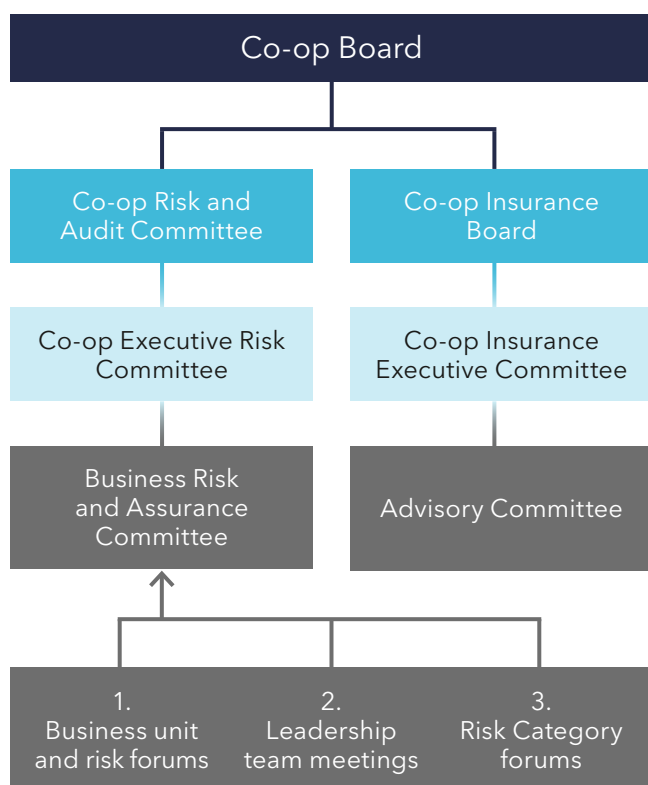 Co-op Board
Co-op Risk and
Audit Committee
Co-op Insurance
Board
Co-op Executive Risk
Committee
Co-op Insurance
Executive Committee
Business Risk
and Assurance
Committee
Advisory Committee
1.
Business unit
and risk forums
2.
Leadership
team meetings
3.
Risk Category
forums